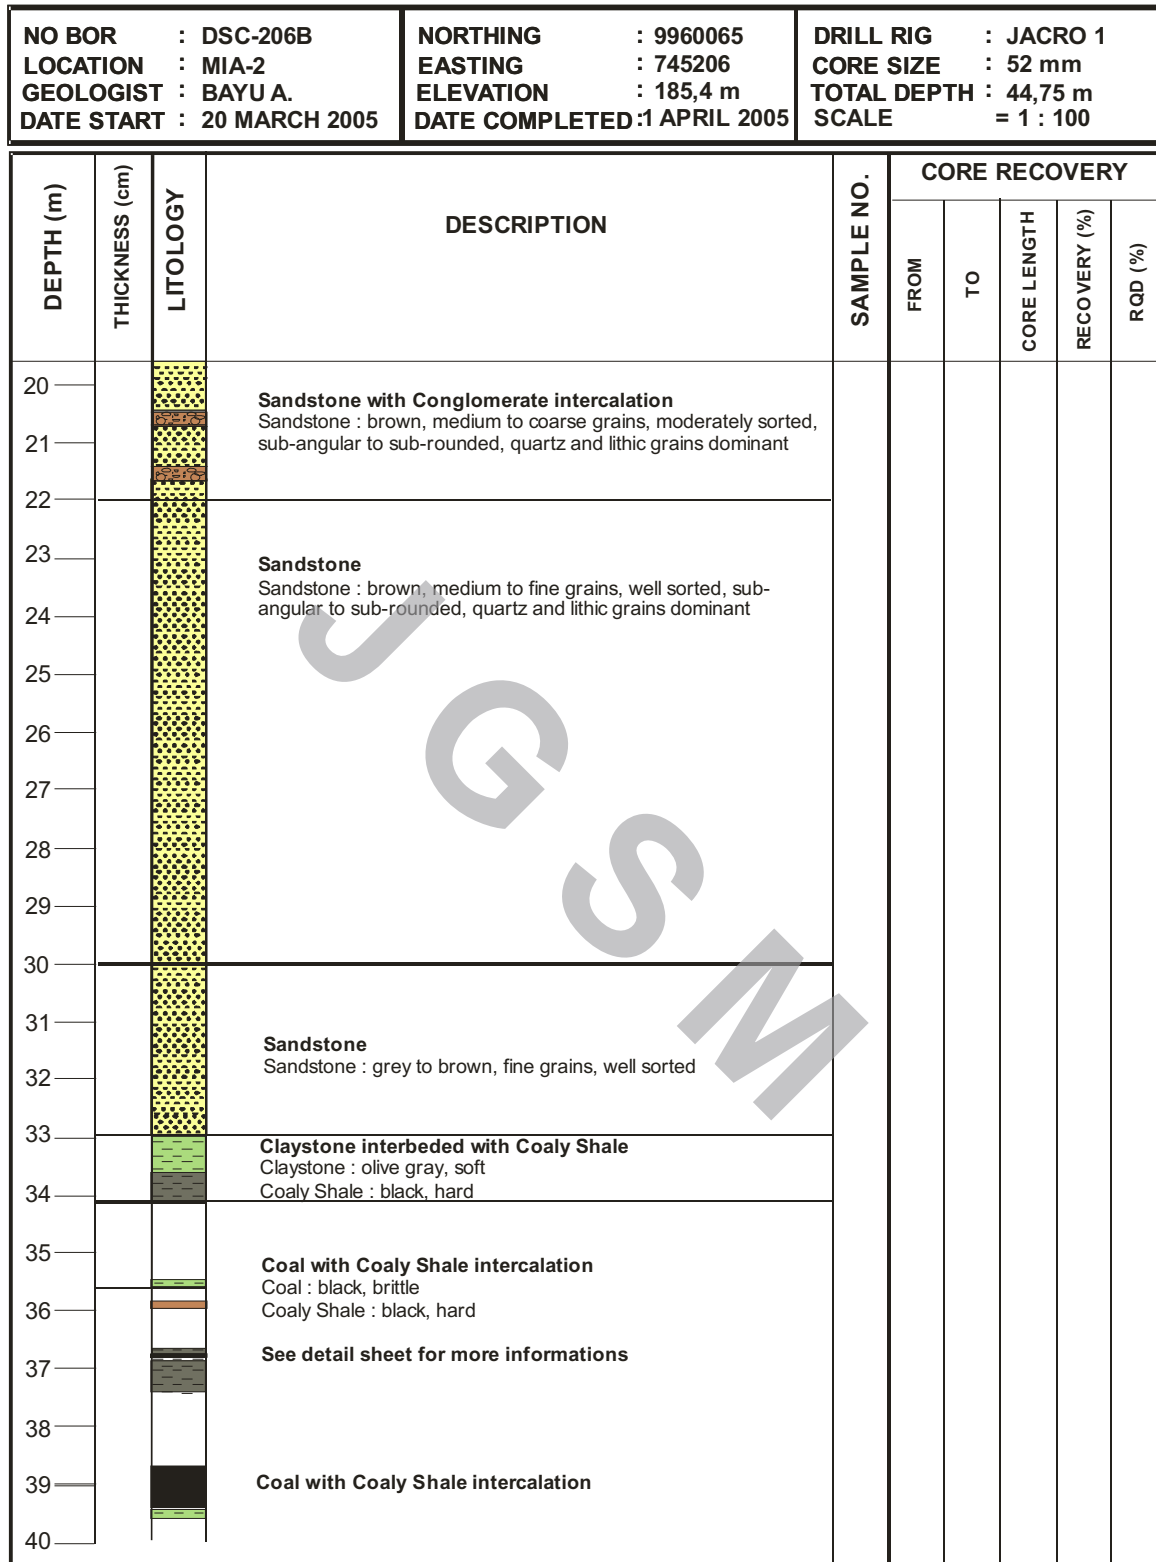 NO BOR : DSC-206B
LOCATION : MIA-2
GEOLOGIST : BAYU A.
DATE START : 20 MARCH 2005
NORTHING : 9960065
EASTING : 745206
ELEVATION : 185,4 m
DATE COMPLETED : 1 APRIL 2005
DRILL RIG : JACRO 1
CORE SIZE : 52 mm
TOTAL DEPTH : 44,75 m
SCALE = 1 : 100
DEPTH (m)
THICKNESS (cm)
LITOLOGY
DESCRIPTION
SAMPLE NO.
CORE RECOVERY
FROM
TO
CORE LENGTH
RECOVERY (%)
RQD (%)
20
Sandstone with Conglomerate intercalation
Sandstone : brown, medium to coarse grains, moderately sorted,
sub-angular to sub-rounded, quartz and lithic grains dominant
21
22
23
Sandstone
Sandstone : brown, medium to fine grains, well sorted, sub-
angular to sub-rounded, quartz and lithic grains dominant
24
25
26
27
28
29
30
31
Sandstone
Sandstone : grey to brown, fine grains, well sorted
32
33
Claystone interbeded with Coaly Shale
Claystone : olive gray, soft
Coaly Shale : black, hard
34
35
Coal with Coaly Shale intercalation
Coal : black, brittle
Coaly Shale : black, hard
36
See detail sheet for more informations
37
38
39
Coal with Coaly Shale intercalation
40
J G S M